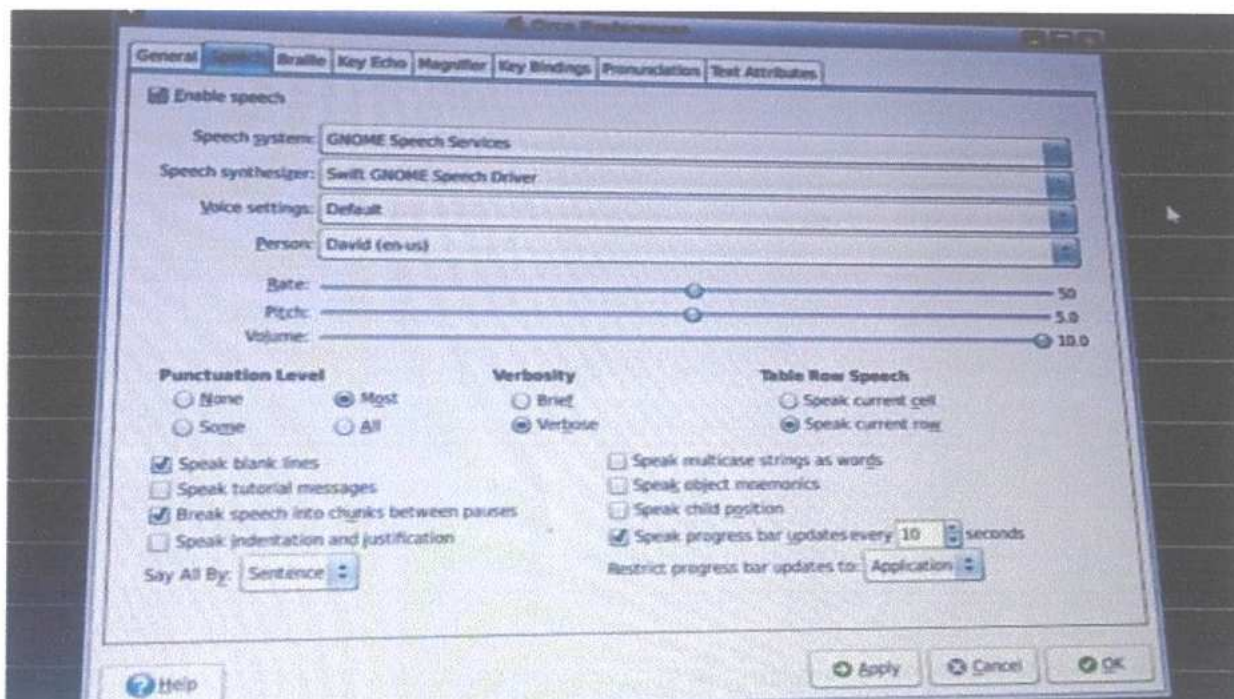 Orca Preferences
General Speech Braille Key Echo Magnifier Key Bindings Pronunciation Text Attributes
Enable speech
Speech system: GNOME Speech Services
Speech synthesizer: Swift GNOME Speech Driver
Voice settings: Default
Person: David (en-us)
Rate: 50
Pitch: 5.0
Volume: 10.0
Punctuation Level Verbosity Table Row Speech
None Most Brief Speak current cell
Some All Verbose Speak current row
Speak blank lines Speak multicase strings as words
Speak tutorial messages Speak object mnemonics
Break speech into chunks between pauses Speak child position
Speak indentation and justification Speak progress bar updates every 10 seconds
Say All By: Sentence Restrict progress bar updates to: Application
Help Apply Cancel OK